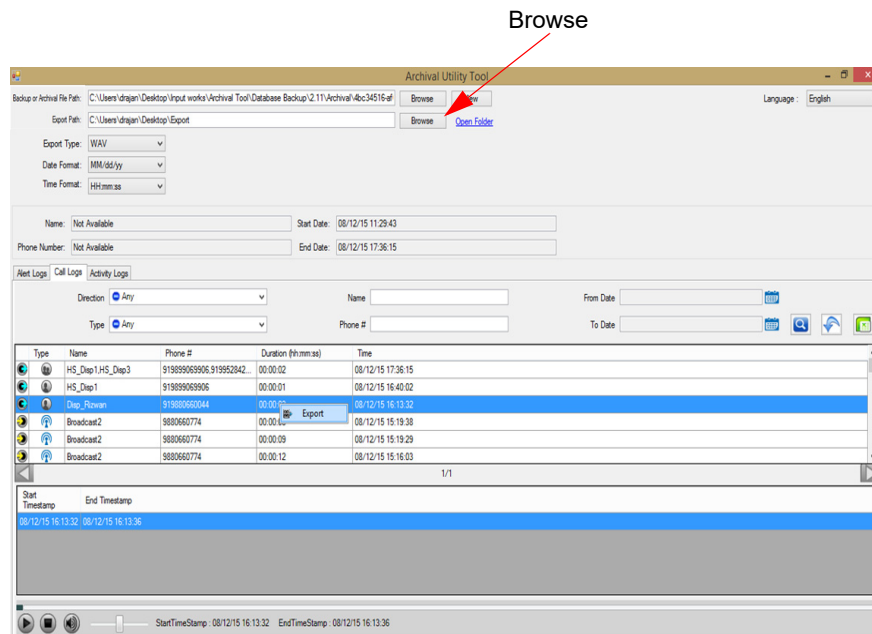 Browse
Archival Utility Tool
Backup or Archival File Path: C:\Users\drajan\Desktop\Input works\Archival Tool\Database Backup\2.11\Archival\4bc34516-af Browse Language : English
Export Path: C:\Users\drajan\Desktop\Export Browse Open Folder
Export Type: WAV
Date Format: MM/dd/yy
Time Format: HH:mm:ss
Name: Not Available Start Date: 08/12/15 11:29:43
Phone Number: Not Available End Date: 08/12/15 17:36:15
Alert Logs Call Logs Activity Logs
Direction Any Name From Date
Type Any Phone # To Date
Type Name Phone # Duration (hh:mm:ss) Time
HS_Disp1,HS_Disp3 919899069906,919952842... 00:00:02 08/12/15 17:36:15
HS_Disp1 919899069906 00:00:01 08/12/15 16:40:02
Disp_Rizwan 919880660044 Export 08/12/15 16:13:32
Broadcast2 9880660774 08/12/15 15:19:38
Broadcast2 9880660774 00:00:09 08/12/15 15:19:29
Broadcast2 9880660774 00:00:12 08/12/15 15:16:03
1/1
Start Timestamp End Timestamp
08/12/15 16:13:32 08/12/15 16:13:36
StartTimeStamp : 08/12/15 16:13:32 EndTimeStamp : 08/12/15 16:13:36